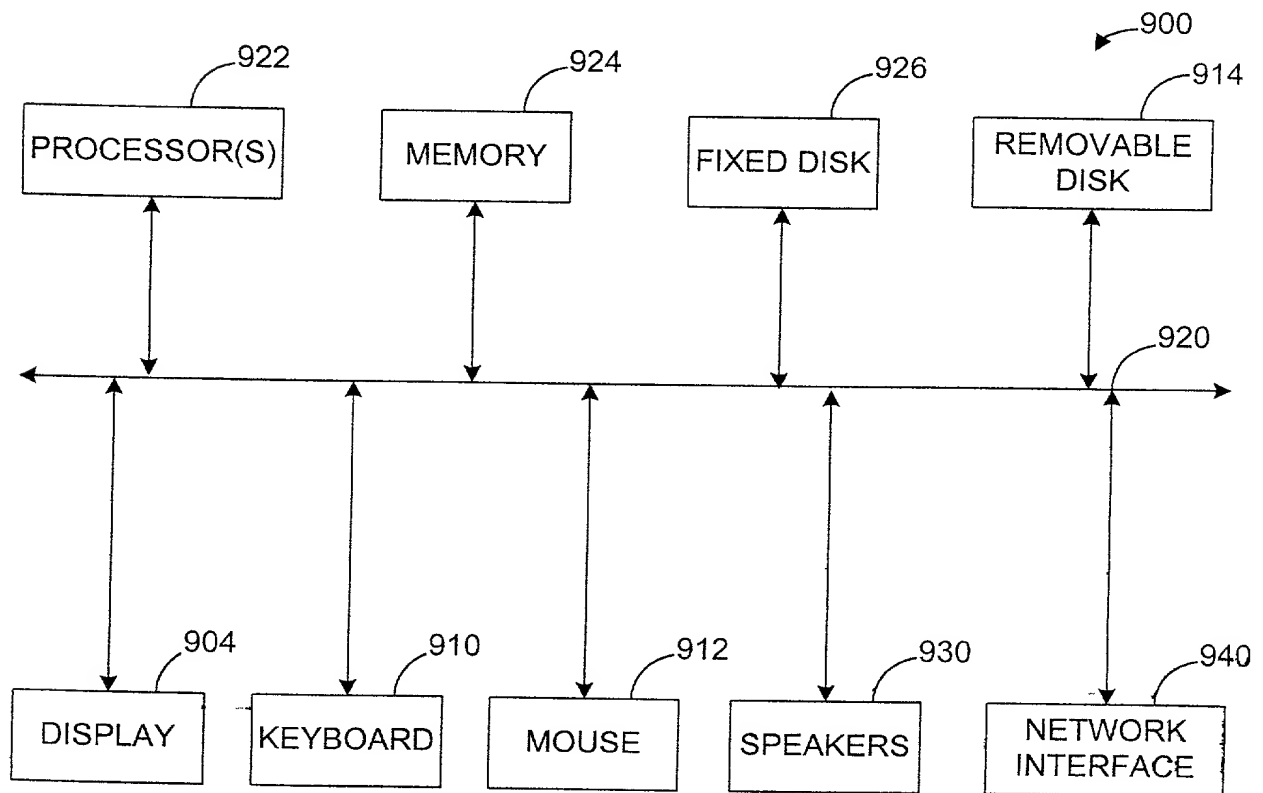 900
922
924
926
914
PROCESSOR(S)
MEMORY
FIXED DISK
REMOVABLE
DISK
920
904
910
912
930
940
DISPLAY
KEYBOARD
MOUSE
SPEAKERS
NETWORK
INTERFACE